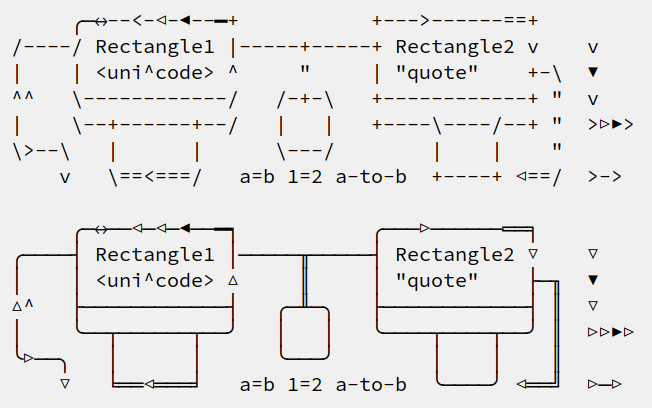 Rectangle1
Rectangle2
<uni^code>
"quote"
a=b 1=2 a-to-b
Rectangle1
Rectangle2
<uni^code>
"quote"
a=b 1=2 a-to-b